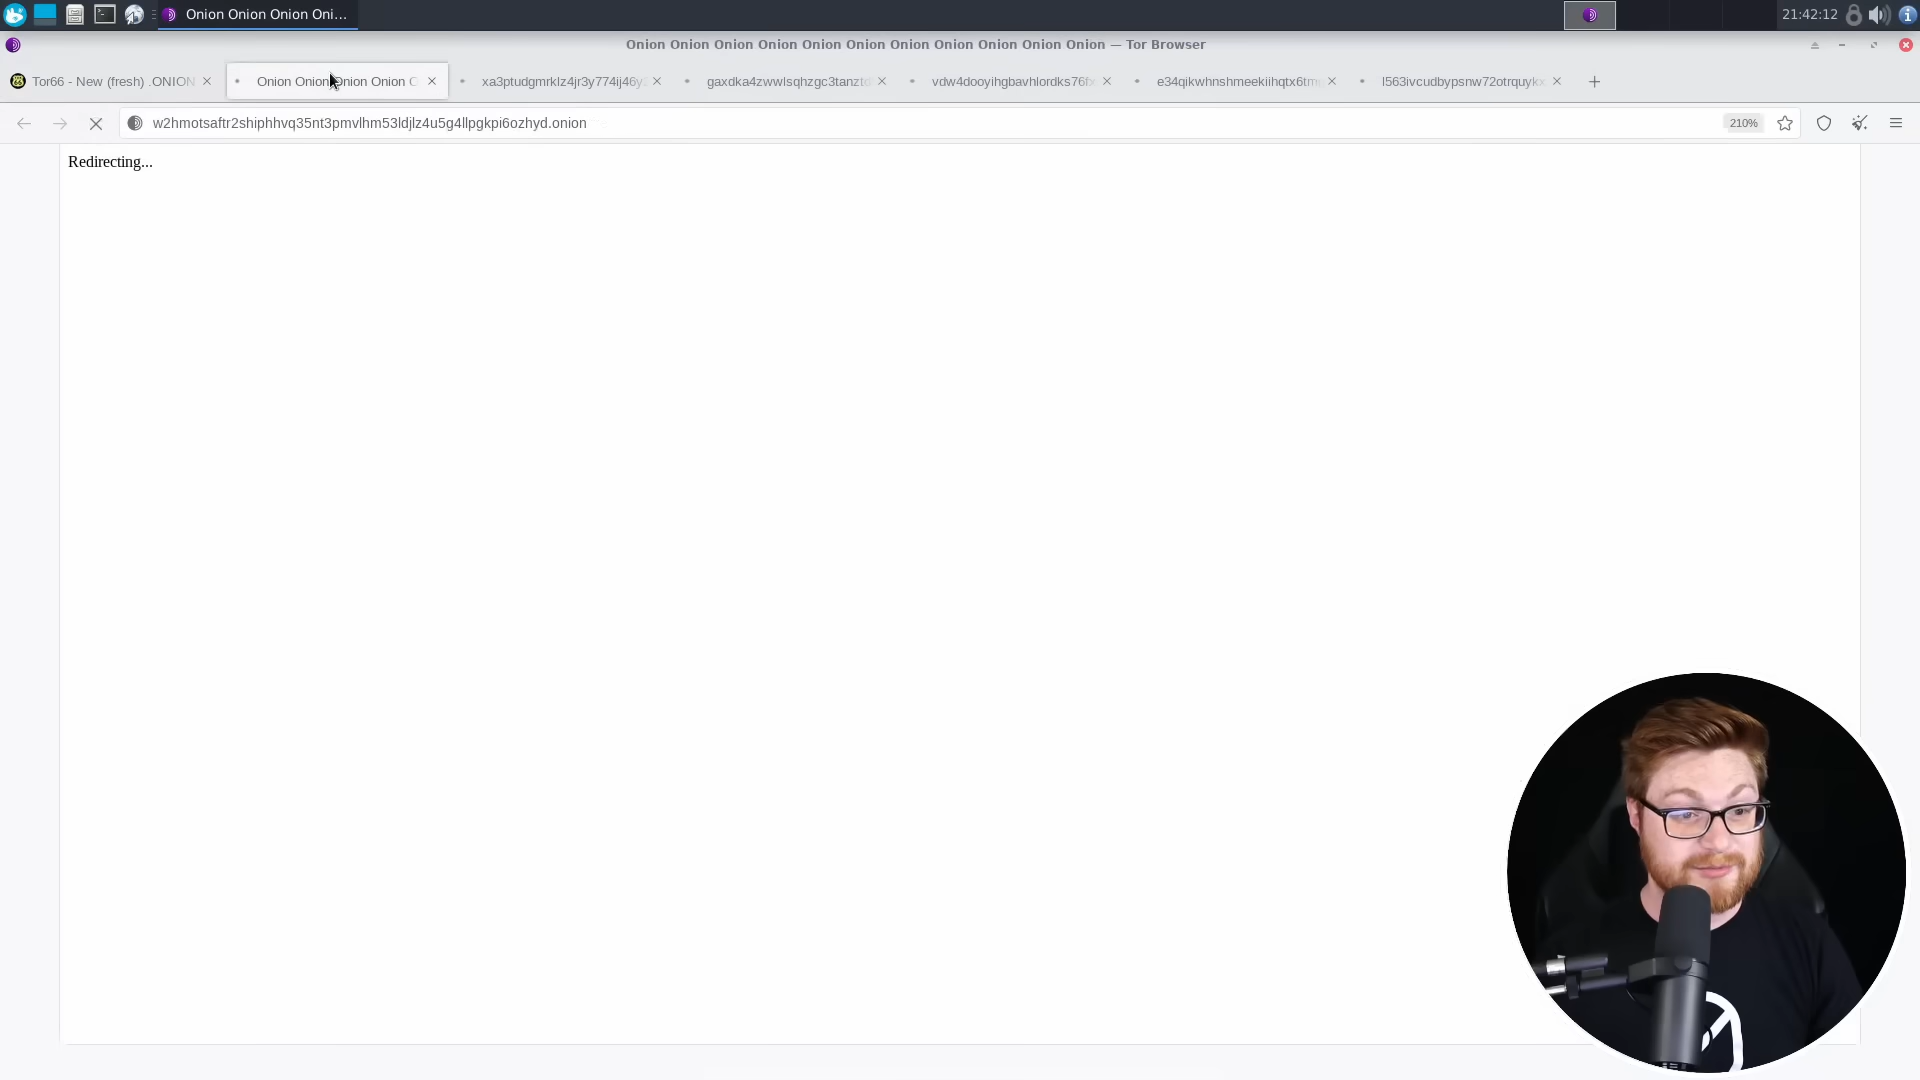 Onion Onion Onion Oni...
21:42:12
Onion Onion Onion Onion Onion Onion Onion Onion Onion Onion Onion — Tor Browser
Tor66 - New (fresh) .ONION
Onion Onion Onion Onion O
xa3ptudgmrklz4jr3y774ij46y
gaxdka4zwwlsqhzgc3tanzt
vdw4dooyihgbavhlordks76f
e34qikwhnshmeekiihqtx6tm
l563ivcudbypsnw72otrquyk
w2hmotsaftr2shiphhvq35nt3pmvlhm53ldjlz4u5g4llpgkpi6ozhyd.onion
210%
Redirecting...